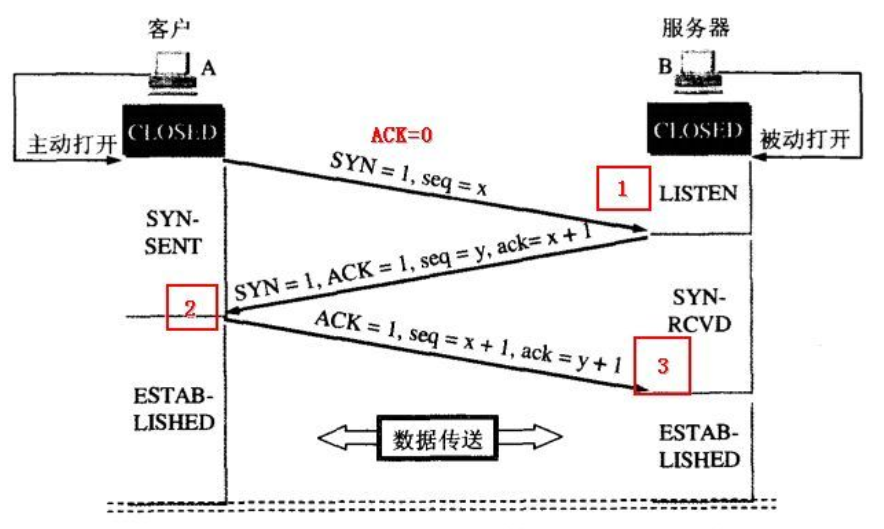 客户
服务器
A
B
主动打开
CLOSED
ACK=0
CLOSED
被动打开
SYN = 1, seq = x
1
LISTEN
SYN-
SENT
SYN = 1, ACK = 1, seq = y, ack= x + 1
2
SYN-
RCVD
ACK = 1, seq = x + 1, ack = y + 1
3
ESTAB-
LISHED
数据传送
ESTAB-
LISHED